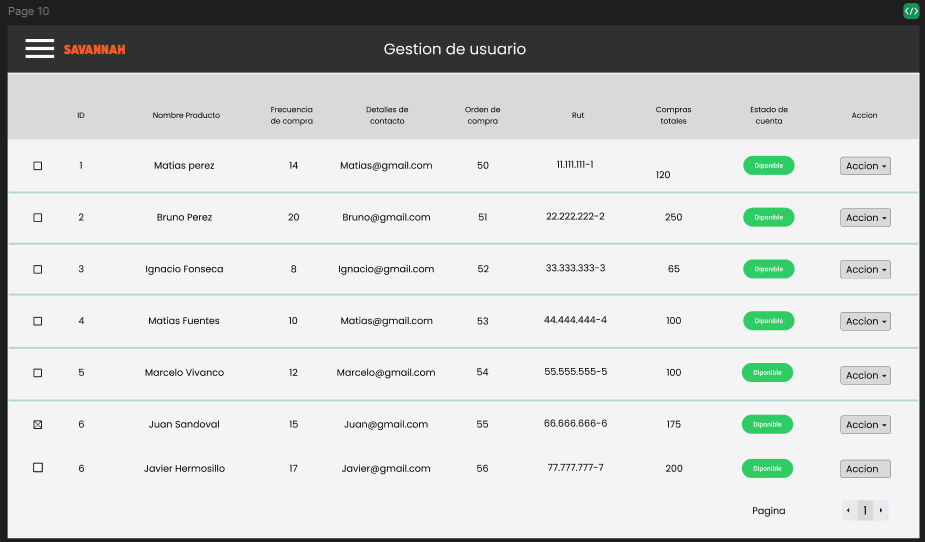 Page 10
</>
SAVANNAH
Gestion de usuario
ID
Nombre Producto
Frecuencia
de compra
Detalles de
contacto
Orden de
compra
Rut
Compras
totales
Estado de
cuenta
Accion
1 Matias perez 14 Matias@gmail.com 50 11.111.111-1 120 Diponible Accion
2 Bruno Perez 20 Bruno@gmail.com 51 22.222.222-2 250 Diponible Accion
3 Ignacio Fonseca 8 Ignacio@gmail.com 52 33.333.333-3 65 Diponible Accion
4 Matias Fuentes 10 Matias@gmail.com 53 44.444.444-4 100 Diponible Accion
5 Marcelo Vivanco 12 Marcelo@gmail.com 54 55.555.555-5 100 Diponible Accion
6 Juan Sandoval 15 Juan@gmail.com 55 66.666.666-6 175 Diponible Accion
6 Javier Hermosillo 17 Javier@gmail.com 56 77.777.777-7 200 Diponible Accion
Pagina 1